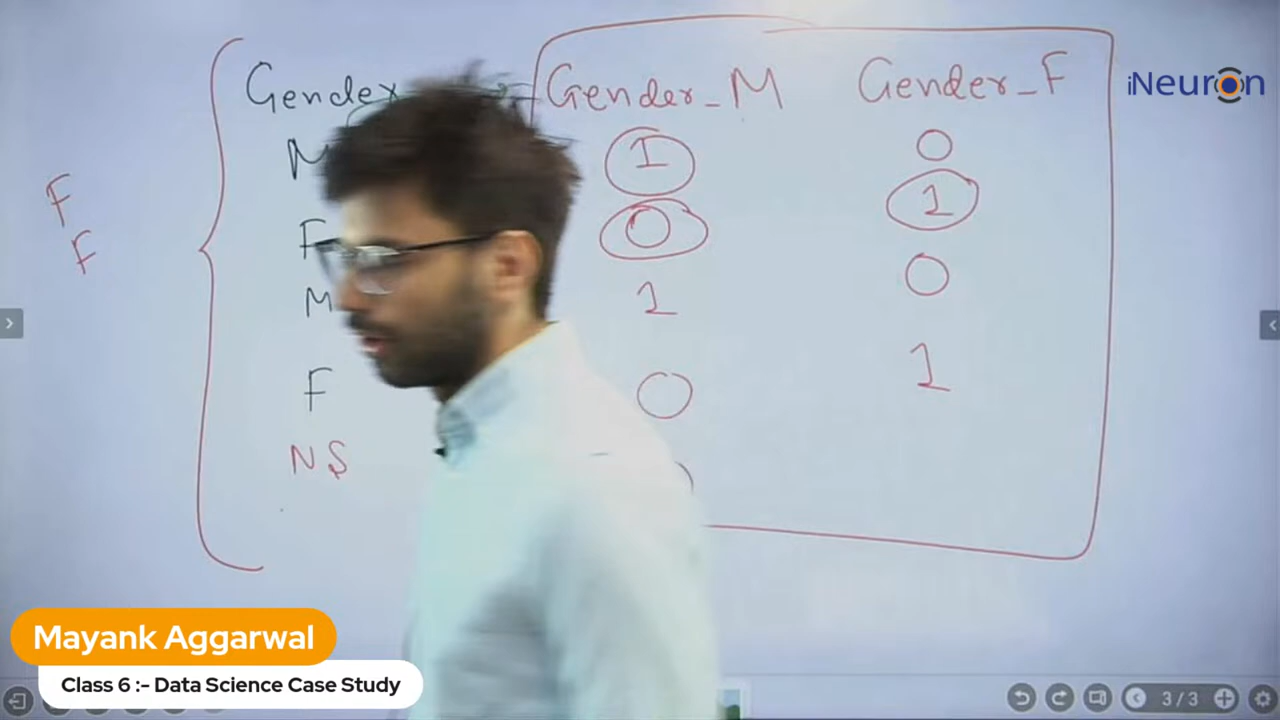 Gender Gender_M Gender_F
iNeuron
M 1 0
F F 0 1
F
M 1 0
F 0 1
NS
Mayank Aggarwal
Class 6 :- Data Science Case Study
3/3